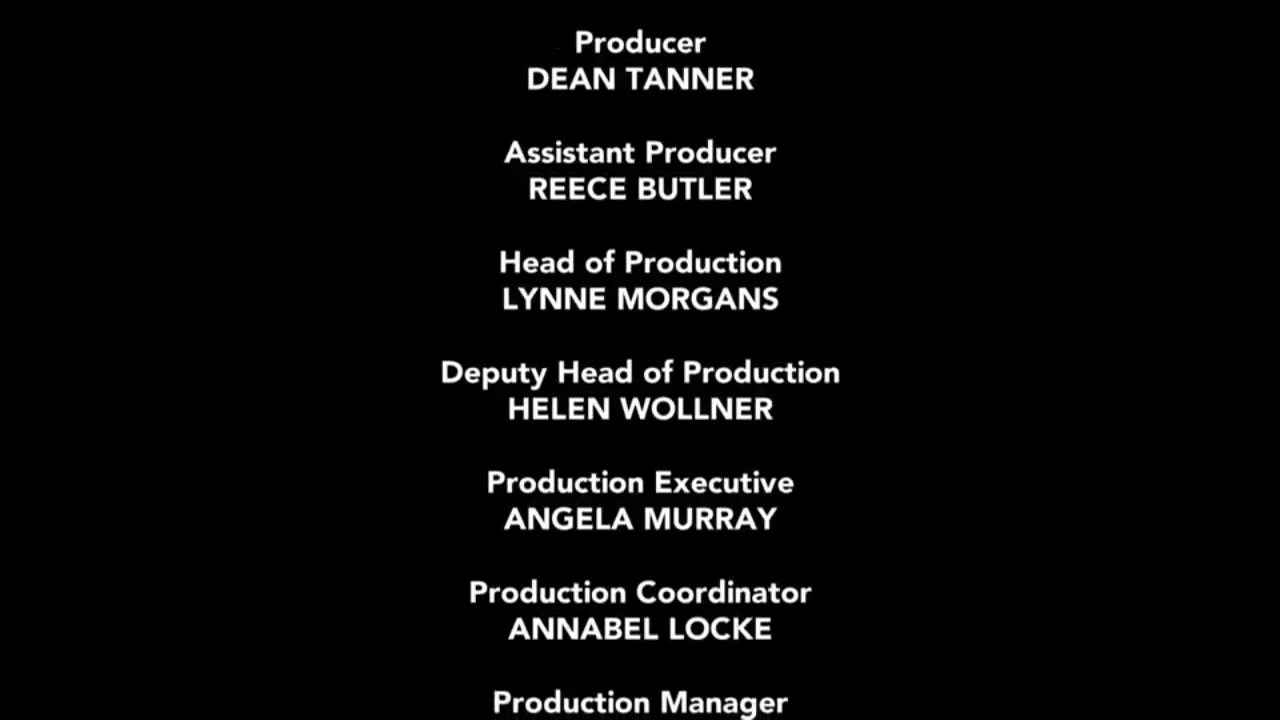 Producer
DEAN TANNER
Assistant Producer
REECE BUTLER
Head of Production
LYNNE MORGANS
Deputy Head of Production
HELEN WOLLNER
Production Executive
ANGELA MURRAY
Production Coordinator
ANNABEL LOCKE
Production Manager